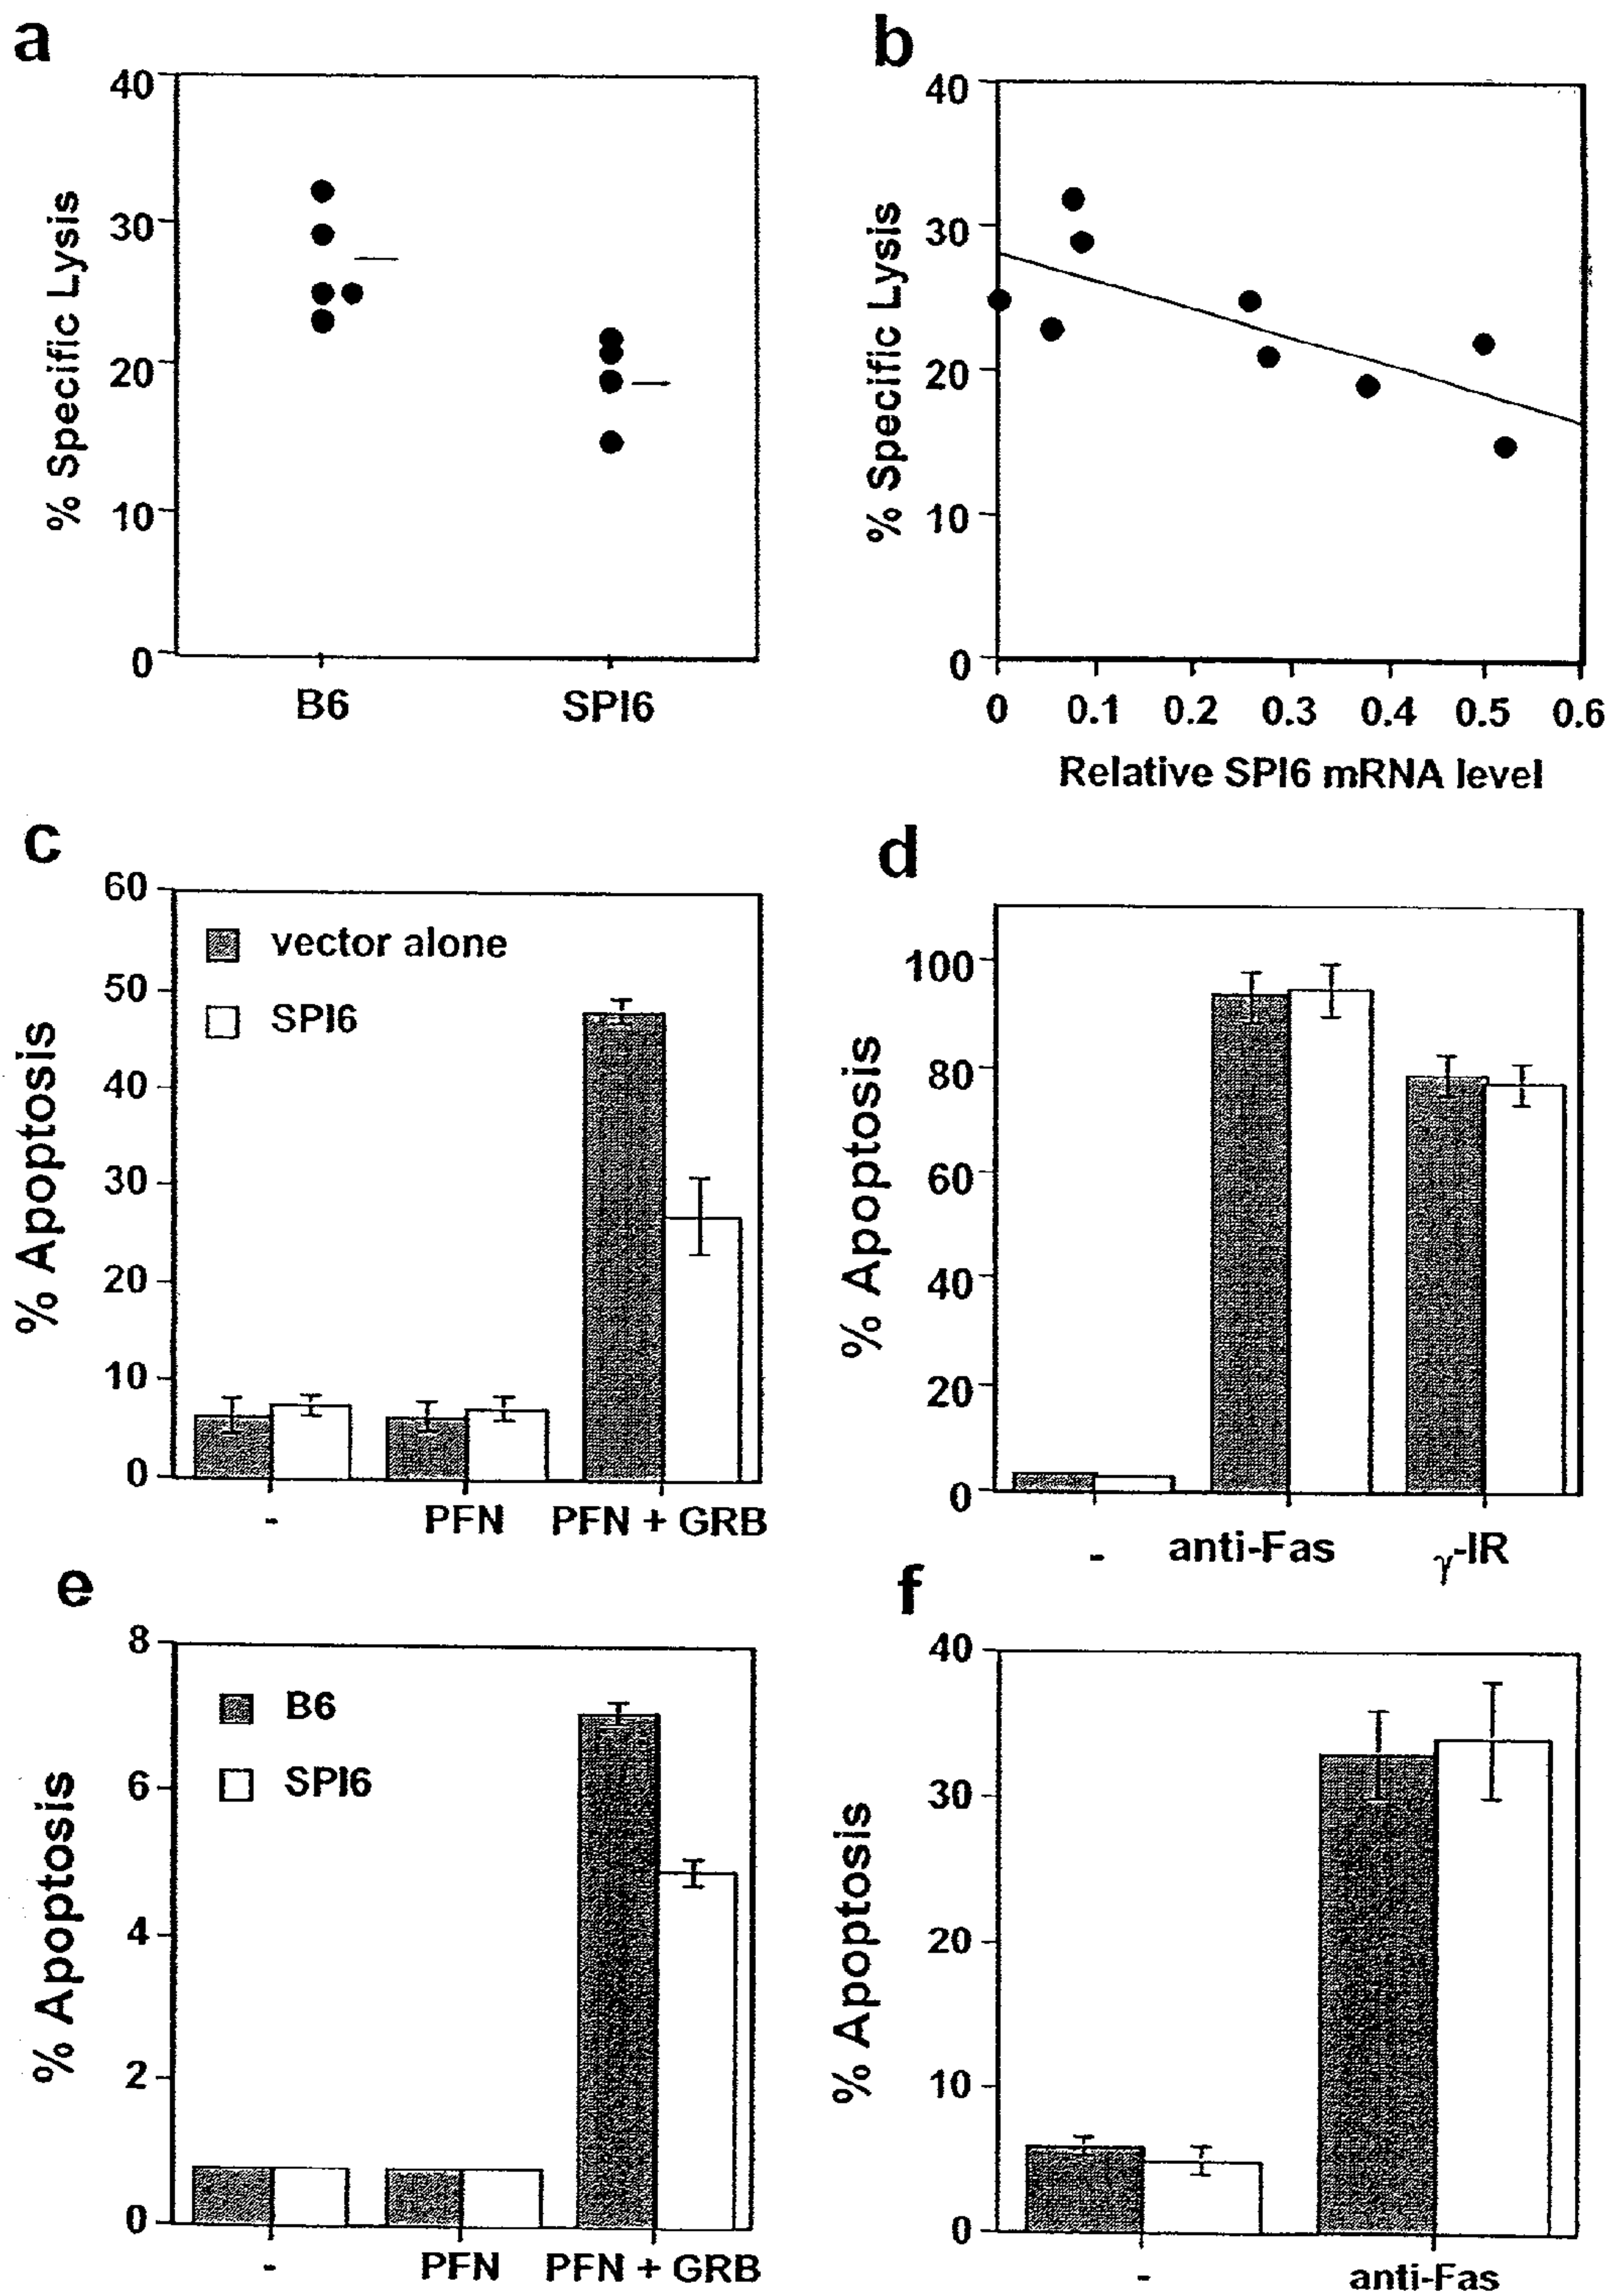 a
40
30
20
10
0
% Specific Lysis
B6 SPI6
b
40
30
20
10
0
% Specific Lysis
0 0.1 0.2 0.3 0.4 0.5 0.6
Relative SPI6 mRNA level
c
60
50
40
30
20
10
0
% Apoptosis
vector alone
SPI6
- PFN PFN + GRB
d
100
80
60
40
20
0
% Apoptosis
- anti-Fas γ-IR
e
8
6
4
2
0
% Apoptosis
B6
SPI6
- PFN PFN + GRB
f
40
30
20
10
0
% Apoptosis
- anti-Fas